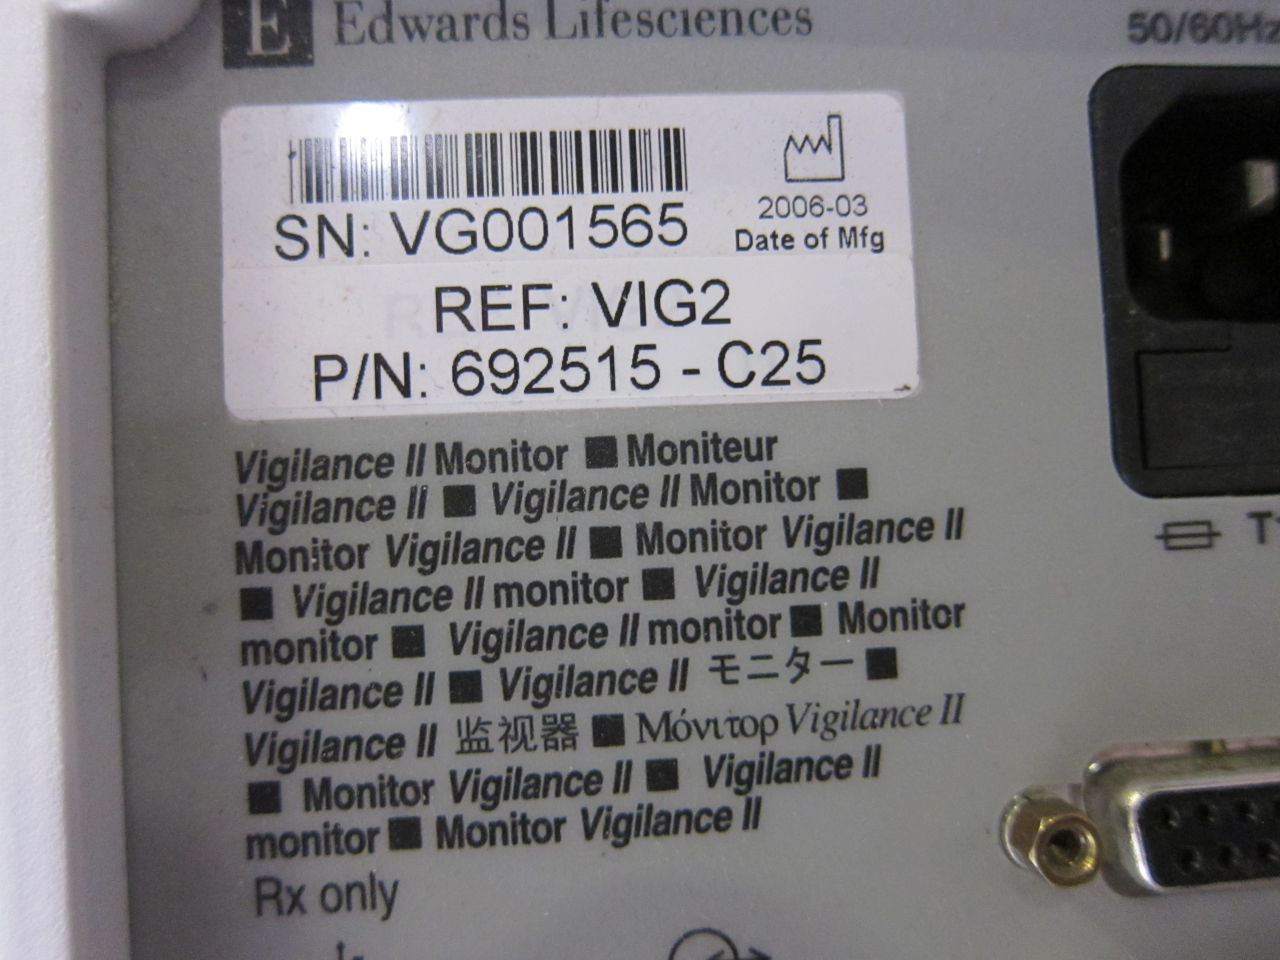 E Edwards Lifesciences
50/60Hz
SN: VG001565
2006-03
Date of Mfg
REF: VIG2
P/N: 692515 - C25
Vigilance II Monitor ■ Moniteur
Vigilance II ■ Vigilance II Monitor ■
Monitor Vigilance II ■ Monitor Vigilance II
■ Vigilance II monitor ■ Vigilance II
monitor ■ Vigilance II monitor ■ Monitor
Vigilance II ■ Vigilance II モニター ■
Vigilance II 监视器 ■ Μόνιτορ Vigilance II
■ Monitor Vigilance II ■ Vigilance II
monitor ■ Monitor Vigilance II
Rx only